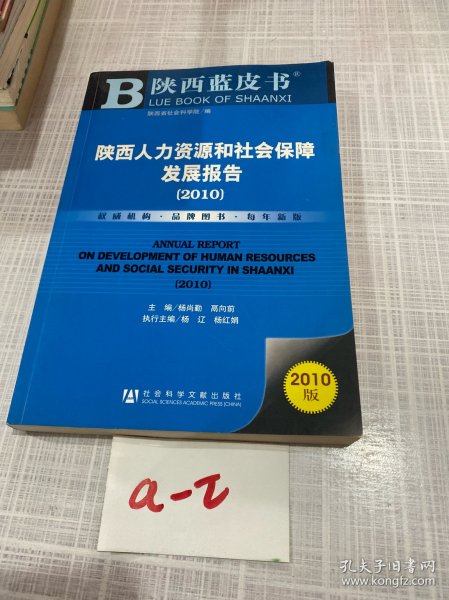 B 陕西蓝皮书®
LUE BOOK OF SHAANXI
陕西省社会科学院／编
陕西人力资源和社会保障
发展报告
(2010)
权威机构·品牌图书·每年新版
ANNUAL REPORT
ON DEVELOPMENT OF HUMAN RESOURCES
AND SOCIAL SECURITY IN SHAANXI
(2010)
主 编／杨尚勤 高向前
执行主编／杨 辽 杨红娟
社会科学文献出版社
SOCIAL SCIENCES ACADEMIC PRESS (CHINA)
2010
版
a-z
孔夫子旧书网
www.kongfz.com